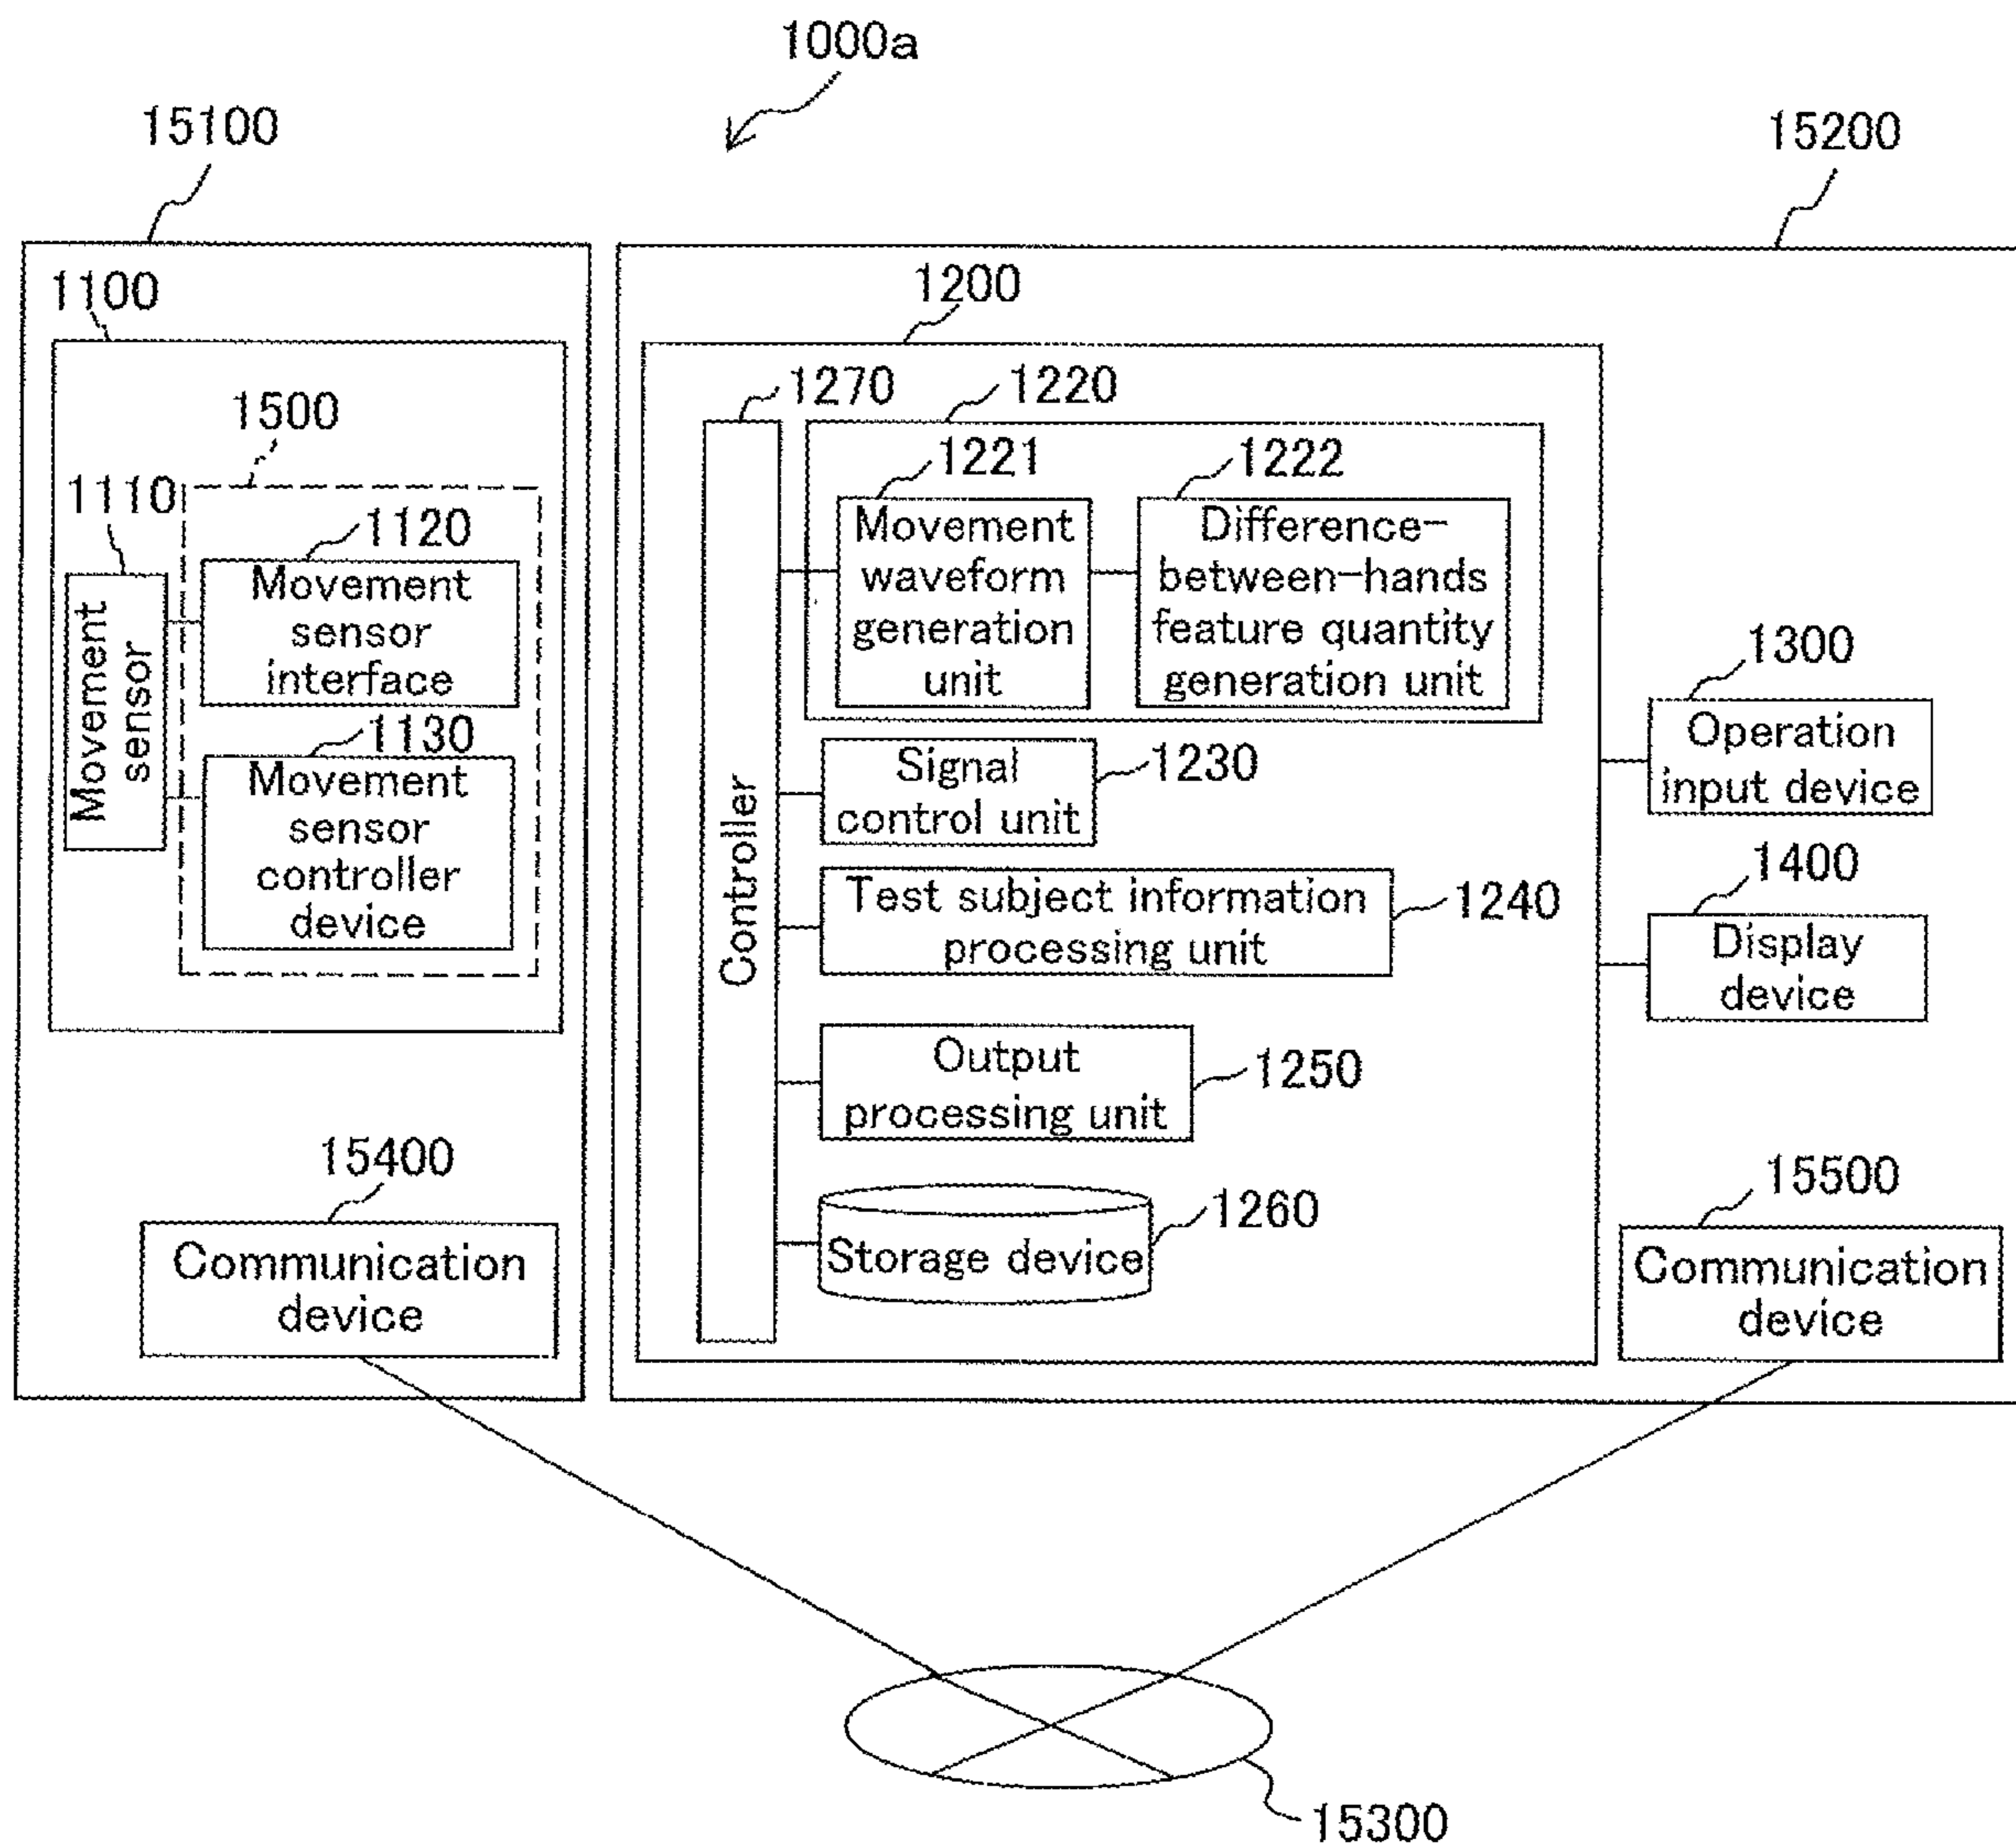 1000a
15100
15200
1100
1200
1500
1270
1220
1110
1221
1222
1120
Movement
sensor
interface
Movement
waveform
generation
unit
Difference-
between-hands
feature quantity
generation unit
Movement
sensor
1130
Movement
sensor
controller
device
Controller
Signal
control unit
1230
1300
Operation
input device
Test subject information
processing unit
1240
1400
Display
device
Output
processing unit
1250
15400
Communication
device
Storage device
1260
15500
Communication
device
15300